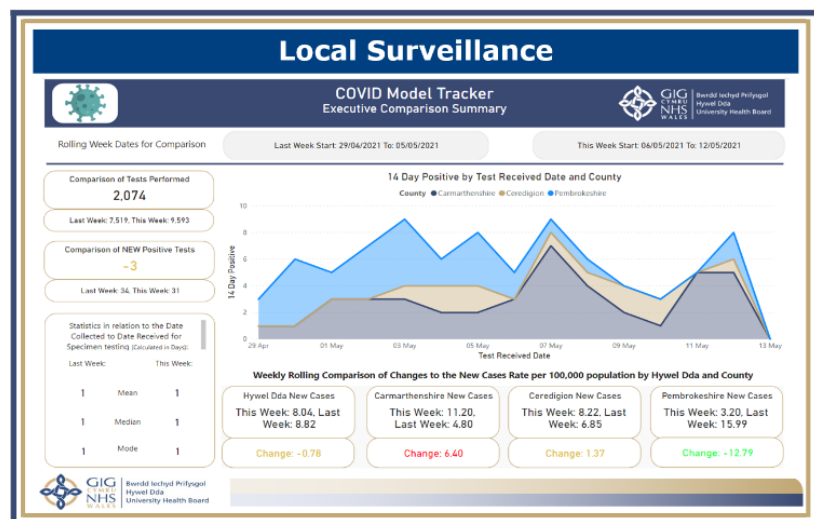 Local Surveillance
COVID Model Tracker
Executive Comparison Summary
GIG
CYMRU
NHS
WALES
Bwrdd Iechyd Prifysgol
Hywel Dda
University Health Board
Rolling Week Dates for Comparison
Last Week Start: 29/04/2021 To: 05/05/2021
This Week Start: 06/05/2021 To: 12/05/2021
Comparison of Tests Performed
2,074
Last Week: 7,519, This Week: 9,593
Comparison of NEW Positive Tests
-3
Last Week: 34, This Week: 31
Statistics in relation to the Date
Collected to Date Received for
Specimen testing (Calculated in Days):
Last Week: This Week:
1 Mean 1
1 Median 1
1 Mode 1
14 Day Positive by Test Received Date and County
County Carmarthenshire Ceredigion Pembrokeshire
14 Day Positive
10
8
6
4
2
0
29 Apr 01 May 03 May 05 May 07 May 09 May 11 May 13 May
Test Received Date
Weekly Rolling Comparison of Changes to the New Cases Rate per 100,000 population by Hywel Dda and County
Hywel Dda New Cases
This Week: 8.04, Last
Week: 8.82
Change: -0.78
Carmarthenshire New Cases
This Week: 11.20,
Last Week: 4.80
Change: 6.40
Ceredigion New Cases
This Week: 8.22, Last
Week: 6.85
Change: 1.37
Pembrokeshire New Cases
This Week: 3.20, Last
Week: 15.99
Change: -12.79
GIG
CYMRU
NHS
WALES
Bwrdd Iechyd Prifysgol
Hywel Dda
University Health Board